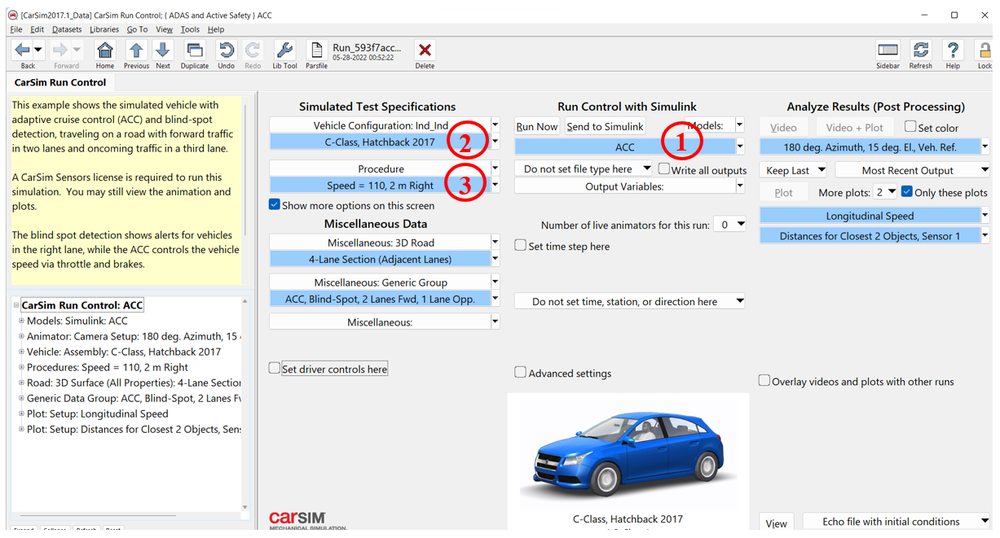 [CarSim2017.1_Data] CarSim Run Control; { ADAS and Active Safety } ACC
File Edit Datasets Libraries Go To View Tools Help
Back Forward Home Previous Next Duplicate Undo Redo Lib Tool Parsfile
Run_593f7acc...
05-28-2022 00:52:22
Delete Sidebar Refresh Help Lock
CarSim Run Control
This example shows the simulated vehicle with
adaptive cruise control (ACC) and blind-spot
detection, traveling on a road with forward traffic
in two lanes and oncoming traffic in a third lane.
A CarSim Sensors license is required to run this
simulation. You may still view the animation and
plots.
The blind spot detection shows alerts for vehicles
in the right lane, while the ACC controls the vehicle
speed via throttle and brakes.
CarSim Run Control: ACC
Models: Simulink: ACC
Animator: Camera Setup: 180 deg. Azimuth, 15
Vehicle: Assembly: C-Class, Hatchback 2017
Procedures: Speed = 110, 2 m Right
Road: 3D Surface (All Properties): 4-Lane Section
Generic Data Group: ACC, Blind-Spot, 2 Lanes
Plot: Setup: Longitudinal Speed
Plot: Setup: Distances for Closest 2 Objects,
Expand Collapse Refresh Reset
Simulated Test Specifications
Vehicle Configuration: Ind_Ind
C-Class, Hatchback 2017
2
Procedure
Speed = 110, 2 m Right
3
Show more options on this screen
Miscellaneous Data
Miscellaneous: 3D Road
4-Lane Section (Adjacent Lanes)
Miscellaneous: Generic Group
ACC, Blind-Spot, 2 Lanes Fwd, 1 Lane Opp.
Miscellaneous:
Set driver controls here
CARSIM
MECHANICAL SIMULATION.
Run Control with Simulink
Run Now Send to Simulink Models:
ACC
1
Do not set file type here Write all outputs
Output Variables:
Number of live animators for this run: 0
Set time step here
Do not set time, station, or direction here
Advanced settings
C-Class, Hatchback 2017
Analyze Results (Post Processing)
Video Video + Plot Set color
180 deg. Azimuth, 15 deg. El., Veh. Ref.
Keep Last Most Recent Output
Plot More plots: 2 Only these plots
Longitudinal Speed
Distances for Closest 2 Objects, Sensor 1
Overlay videos and plots with other runs
View Echo file with initial conditions